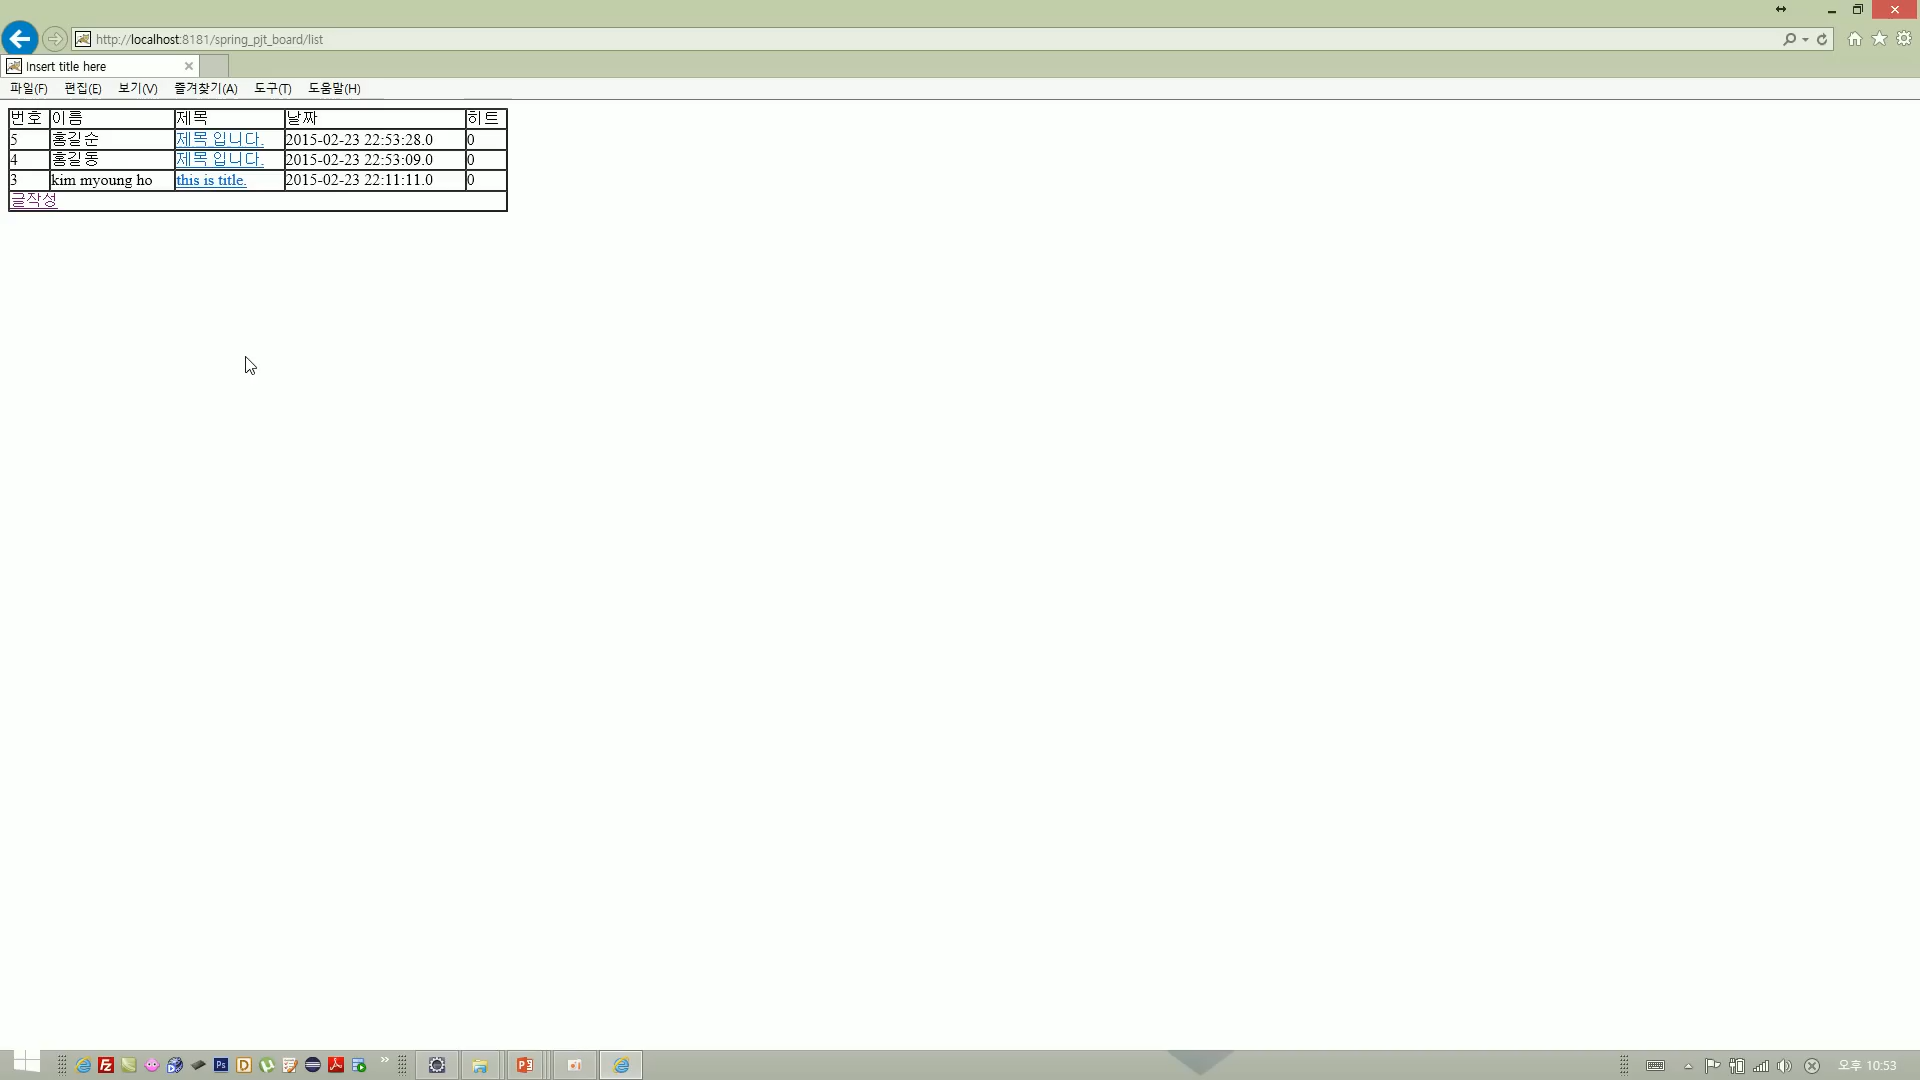 http://localhost:8181/spring_pjt_board/list
Insert title here
파일(F) 편집(E) 보기(V) 즐겨찾기(A) 도구(T) 도움말(H)
번호 이름 제목 날짜 히트
5 홍길순 제목 입니다. 2015-02-23 22:53:28.0 0
4 홍길동 제목 입니다. 2015-02-23 22:53:09.0 0
3 kim myoung ho this is title. 2015-02-23 22:11:11.0 0
글작성
오후 10:53